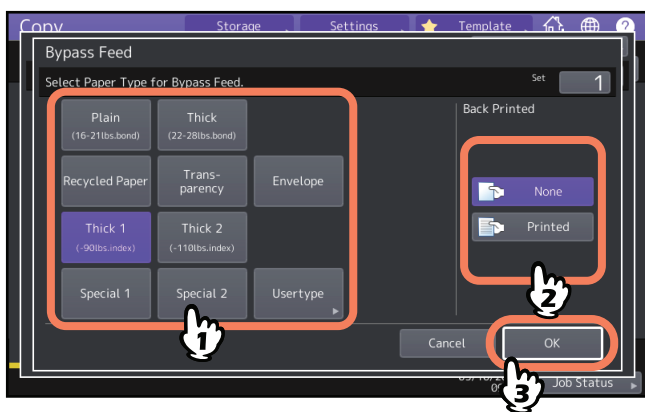 Copy
Storage
Settings
Template
?
Bypass Feed
Select Paper Type for Bypass Feed.
Set 1
Plain
(16-21lbs.bond)
Thick
(22-28lbs.bond)
Back Printed
Recycled Paper
Trans-
parency
Envelope
None
Thick 1
(-90lbs.index)
Thick 2
(-110lbs.index)
Printed
Special 1
Special 2
Usertype
1
2
Cancel
OK
3
Job Status